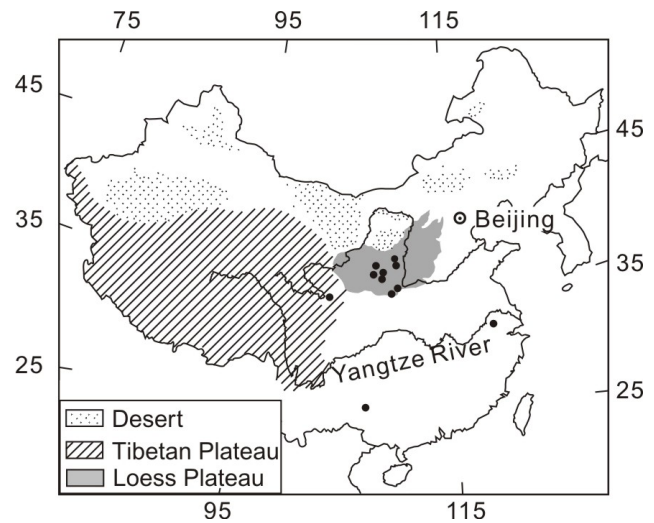 75 95 115
45
45
35
Beijing
35
Yangtze River
25
25
Desert
Tibetan Plateau
Loess Plateau
95 115